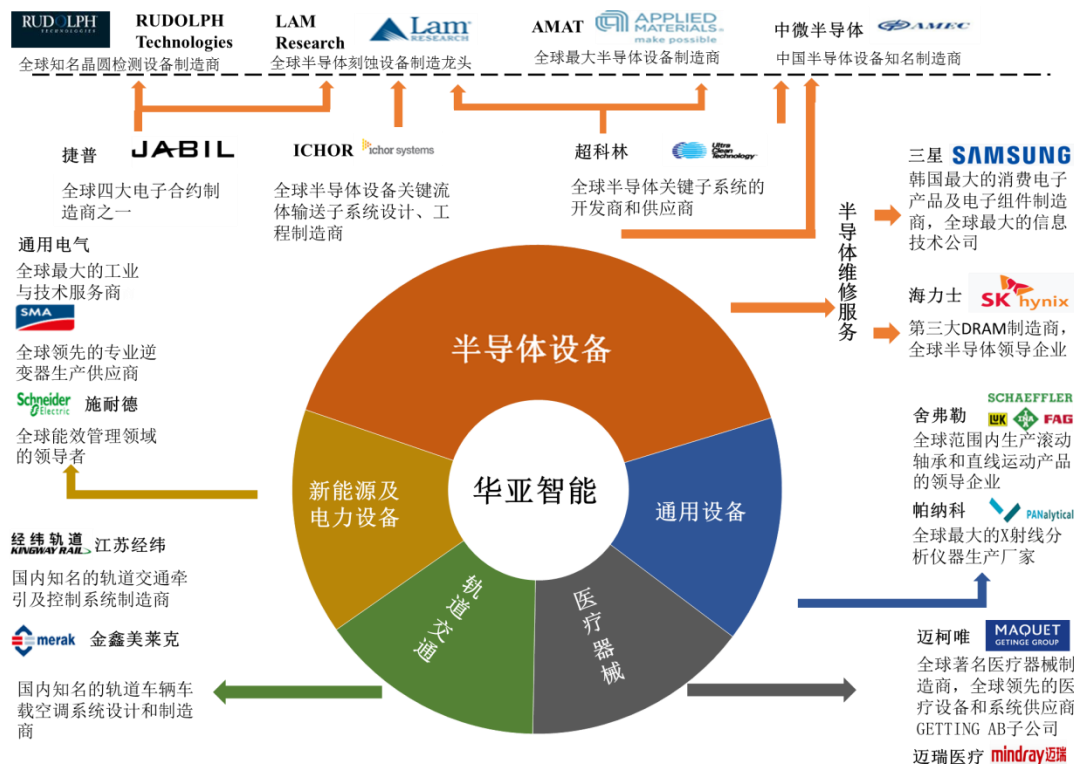 RUDOLPH
TECHNOLOGIES
RUDOLPH
Technologies
全球知名晶圆检测设备制造商
LAM
Research
Lam
RESEARCH
全球半导体刻蚀设备制造龙头
AMAT
APPLIED
MATERIALS
make possible
全球最大半导体设备制造商
中微半导体
AMEC
中国半导体设备知名制造商
捷普
JABIL
全球四大电子合约制
造商之一
ICHOR
ichor systems
全球半导体设备关键流
体输送子系统设计、工
程制造商
超科林
Ultra
Clean
Technology
全球半导体关键子系统的
开发商和供应商
半导体维修服务
三星
SAMSUNG
韩国最大的消费电子
产品及电子组件制造
商，全球最大的信息
技术公司
海力士
SK hynix
第三大DRAM制造商，
全球半导体领导企业
通用电气
全球最大的工业
与技术服务商
SMA
全球领先的专业逆
变器生产供应商
Schneider
Electric
施耐德
全球能效管理领域
的领导者
经纬轨道
KINGWAY RAIL
江苏经纬
国内知名的轨道交通牵
引及控制系统制造商
merak
金鑫美莱克
国内知名的轨道车辆车
载空调系统设计和制造
商
半导体设备
新能源及
电力设备
华亚智能
通用设备
轨道交通
医疗器械
SCHAEFFLER
舍弗勒
LUK
INA
FAG
全球范围内生产滚动
轴承和直线运动产品
的领导企业
帕纳科
PANalytical
全球最大的X射线分
析仪器生产厂家
迈柯唯
MAQUET
GETINGE GROUP
全球著名医疗器械制
造商，全球领先的医
疗设备和系统供应商
GETTING AB子公司
迈瑞医疗
mindray迈瑞